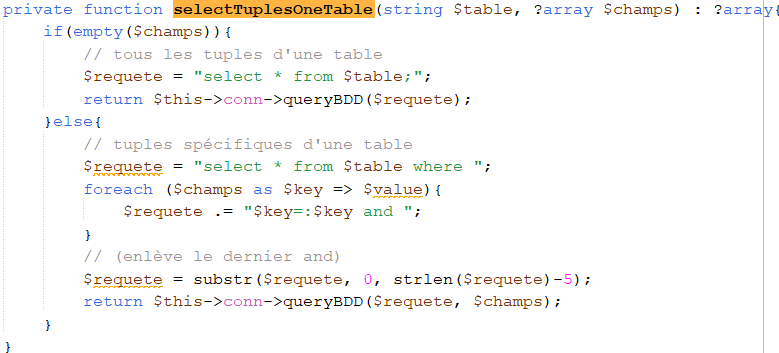 private function selectTuplesOneTable(string $table, ?array $champs) : ?array{
if(empty($champs)){
// tous les tuples d'une table
$requete = "select * from $table;";
return $this->conn->queryBDD($requete);
}else{
// tuples spécifiques d'une table
$requete = "select * from $table where ";
foreach ($champs as $key => $value){
$requete .= "$key=:$key and ";
}
// (enlève le dernier and)
$requete = substr($requete, 0, strlen($requete)-5);
return $this->conn->queryBDD($requete, $champs);
}
}